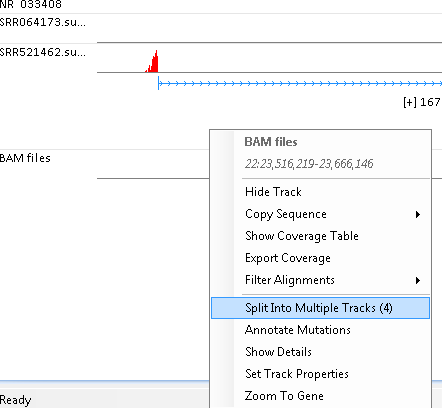 NR_033408
SRR064173.su...
SRR521462.su...
[+] 167
BAM files
BAM files
22:23,516,219-23,666,146
Hide Track
Copy Sequence
Show Coverage Table
Export Coverage
Filter Alignments
Split Into Multiple Tracks (4)
Annotate Mutations
Show Details
Set Track Properties
Zoom To Gene
Ready